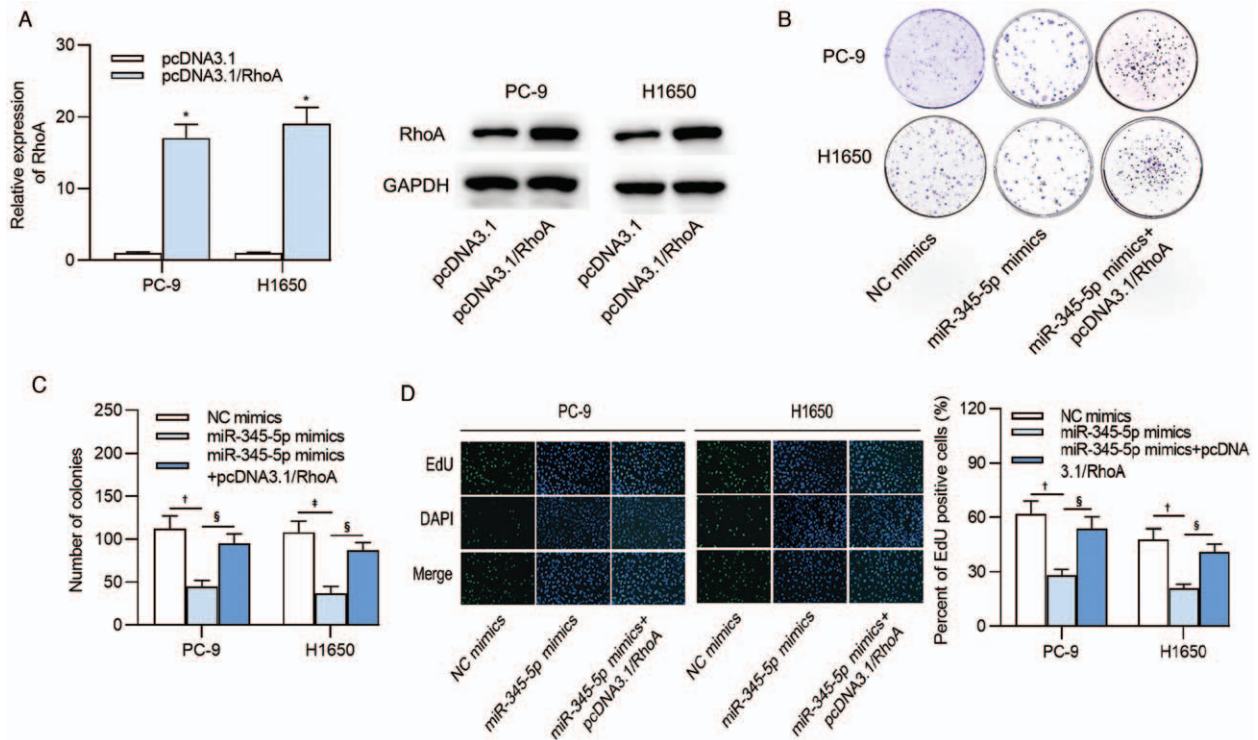 A
Relative expression
of RhoA
30
20
10
0
pcDNA3.1
pcDNA3.1/RhoA
*
*
PC-9
H1650
PC-9
H1650
RhoA
GAPDH
pcDNA3.1
pcDNA3.1/RhoA
pcDNA3.1
pcDNA3.1/RhoA
B
PC-9
H1650
NC mimics
miR-345-5p mimics
miR-345-5p mimics+
pcDNA3.1/RhoA
C
Number of colonies
250
200
150
100
50
0
NC mimics
miR-345-5p mimics
miR-345-5p mimics
+pcDNA3.1/RhoA
†
§
‡
§
PC-9
H1650
D
PC-9
H1650
EdU
DAPI
Merge
NC mimics
miR-345-5p mimics
miR-345-5p mimics+
pcDNA3.1/RhoA
NC mimics
miR-345-5p mimics
miR-345-5p mimics+
pcDNA3.1/RhoA
Percent of EdU positive cells (%)
120
90
60
30
0
NC mimics
miR-345-5p mimics
miR-345-5p mimics+pcDNA
3.1/RhoA
†
§
†
§
PC-9
H1650